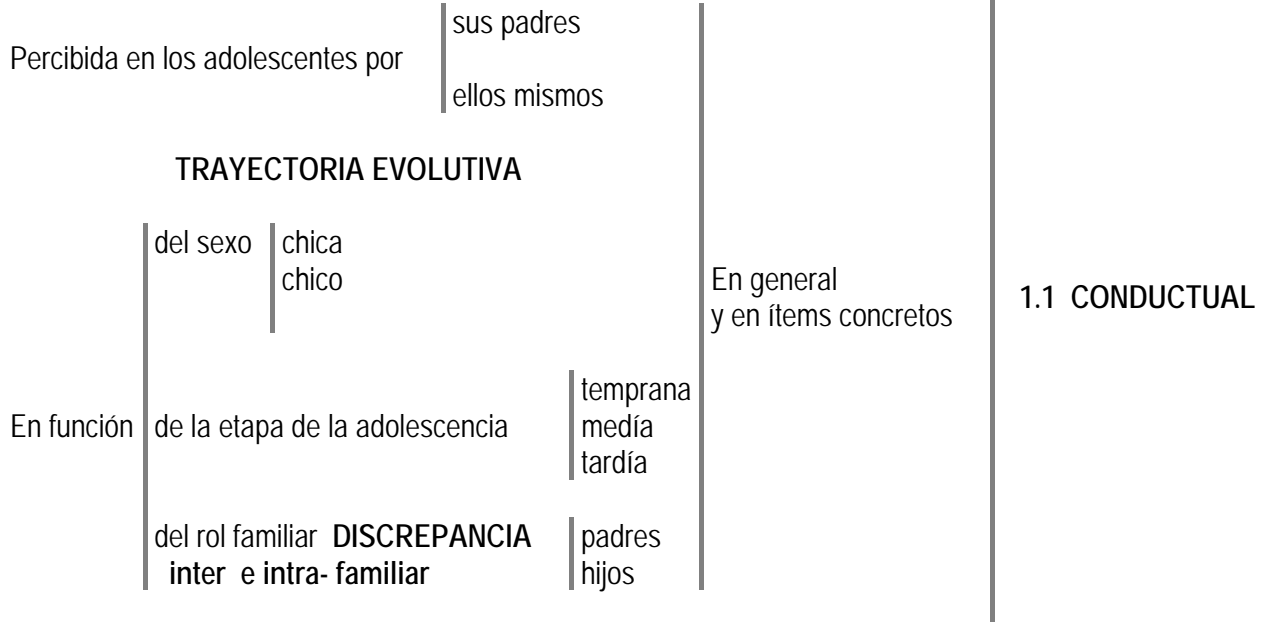 sus padres
Percibida en los adolescentes por
ellos mismos
TRAYECTORIA EVOLUTIVA
del sexo
chica
chico
En general
y en ítems concretos
1.1 CONDUCTUAL
En función
de la etapa de la adolescencia
temprana
medía
tardía
del rol familiar DISCREPANCIA
inter e intra- familiar
padres
hijos